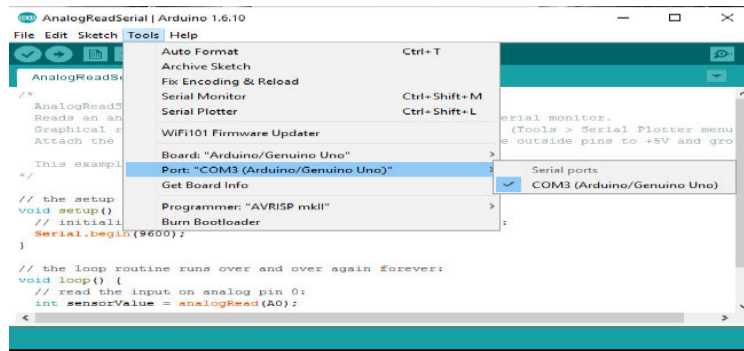 AnalogReadSerial | Arduino 1.6.10
File Edit Sketch Tools Help
Auto Format Ctrl+T
Archive Sketch
Fix Encoding & Reload
Serial Monitor Ctrl+Shift+M
Serial Plotter Ctrl+Shift+L
WiFi101 Firmware Updater
Board: "Arduino/Genuino Uno"
Port: "COM3 (Arduino/Genuino Uno)"
Get Board Info
Programmer: "AVRISP mkII"
Burn Bootloader
Serial ports
COM3 (Arduino/Genuino Uno)
AnalogReadSe
/*
AnalogReadS
Reads an an erial monitor.
Graphical r (Tools > Serial Plotter menu
Attach the e outside pins to +5V and gro
This exampl
*/
// the setup
void setup()
// initiali :
Serial.begin(9600);
}
// the loop routine runs over and over again forever:
void loop() {
// read the input on analog pin 0:
int sensorValue = analogRead(A0);